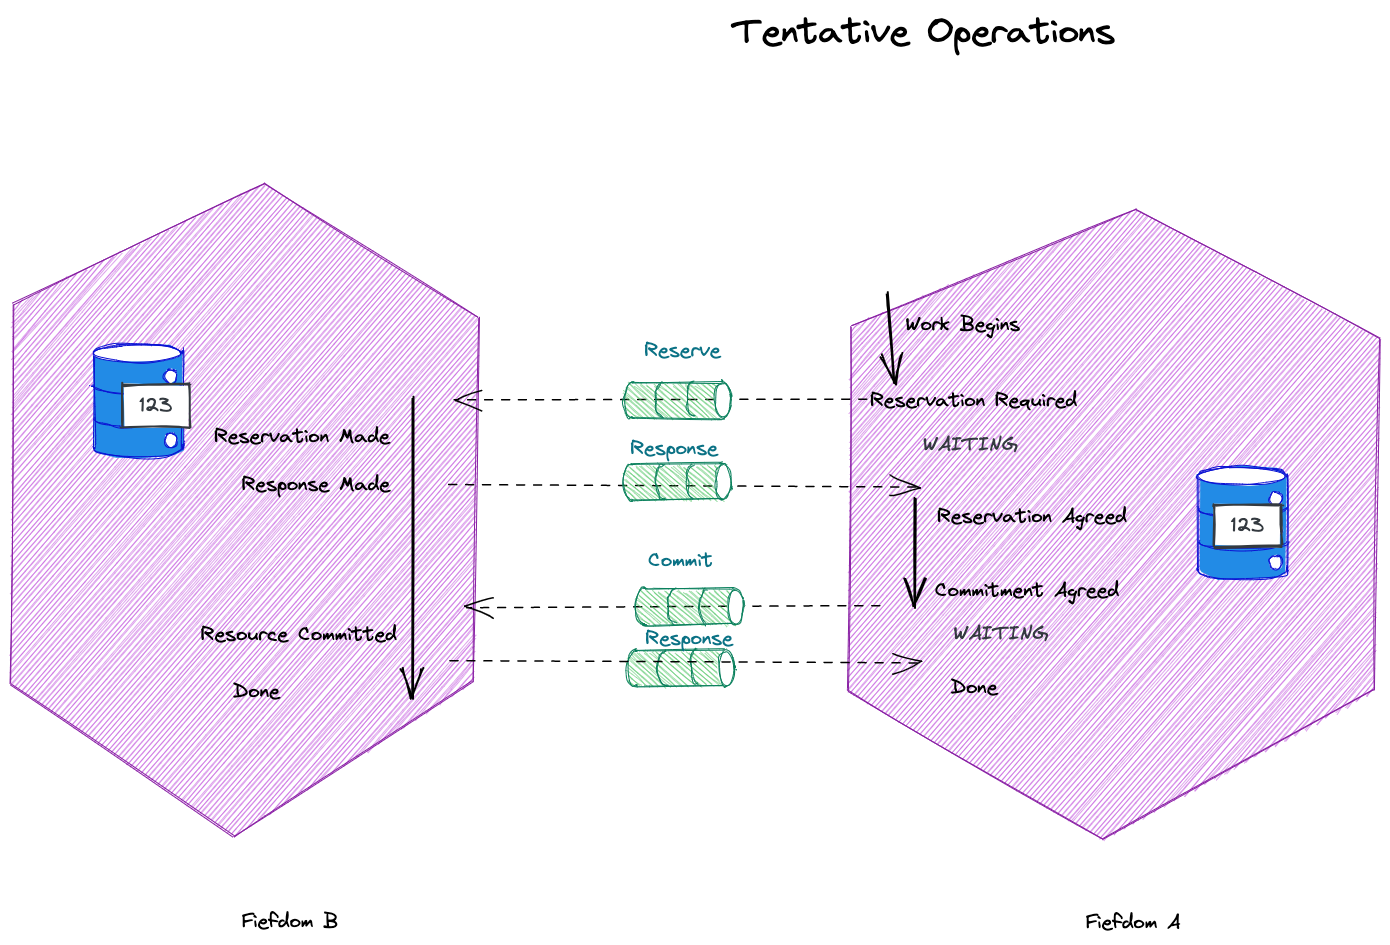 Tentative Operations
Work Begins
Reserve
123
Reservation Required
Reservation Made
WAITING
Response
Response Made
Reservation Agreed
123
Commit
Commitment Agreed
Resource Committed
WAITING
Response
Done
Done
Fiefdom B
Fiefdom A